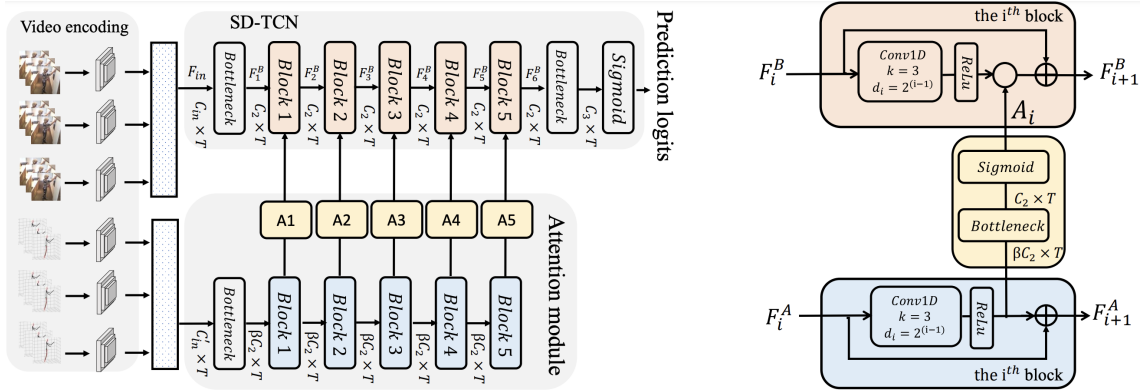 Video encoding
SD-TCN
F_in
C_in × T
Bottleneck
F_1^B
C_2 × T
Block 1
F_2^B
C_2 × T
Block 2
F_3^B
C_2 × T
Block 3
F_4^B
C_2 × T
Block 4
F_5^B
C_2 × T
Block 5
F_6^B
C_2 × T
Bottleneck
C_3 × T
Sigmoid
Prediction logits
A1
A2
A3
A4
A5
C'_in × T
Bottleneck
βC_2 × T
Block 1
βC_2 × T
Block 2
βC_2 × T
Block 3
βC_2 × T
Block 4
βC_2 × T
Block 5
Attention module
the i^th block
F_i^B
Conv1D
k = 3
d_i = 2^(i−1)
ReLu
F_{i+1}^B
A_i
Sigmoid
C_2 × T
Bottleneck
βC_2 × T
F_i^A
Conv1D
k = 3
d_i = 2^(i−1)
ReLu
F_{i+1}^A
the i^th block